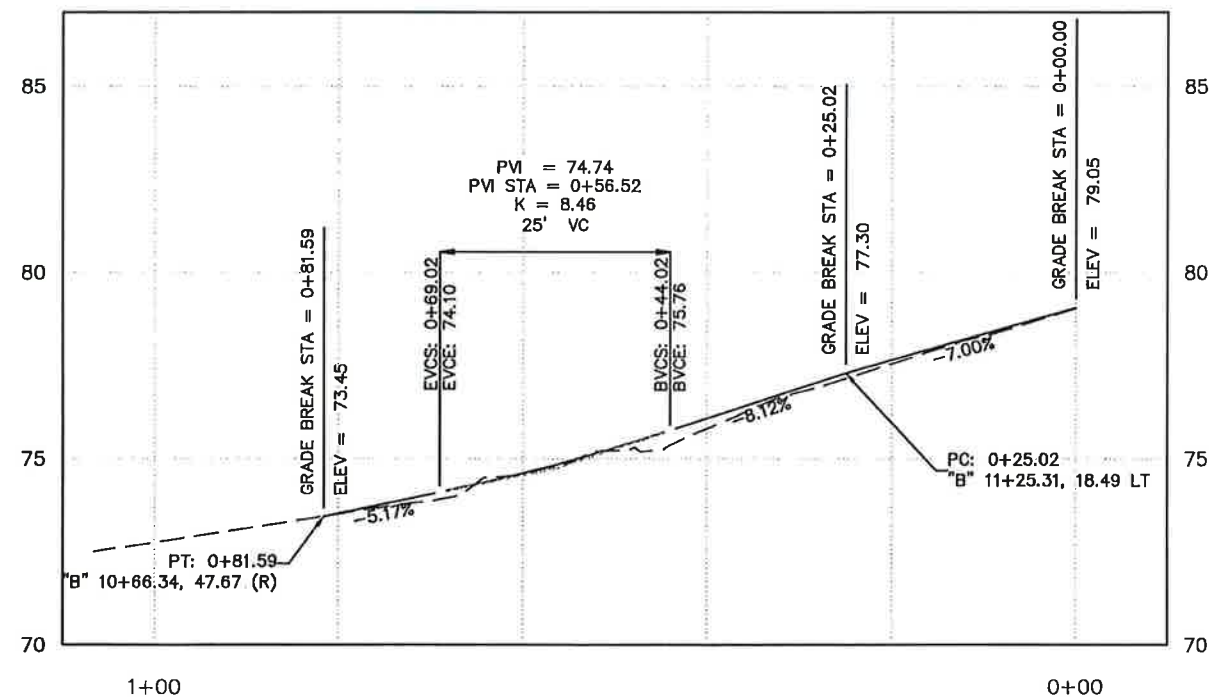 85
80
75
70
GRADE BREAK STA = 0+81.59
ELEV = 73.45
EVCS: 0+69.02
EVCE: 74.10
PVI = 74.74
PVI STA = 0+56.52
K = 8.46
25' VC
BVCS: 0+44.02
BVCE: 75.76
GRADE BREAK STA = 0+25.02
ELEV = 77.30
GRADE BREAK STA = 0+00.00
ELEV = 79.05
85
80
75
70
-5.17%
-8.12%
-7.00%
PT: 0+81.59
"B" 10+66.34, 47.67 (R)
PC: 0+25.02
"B" 11+25.31, 18.49 LT
1+00
0+00